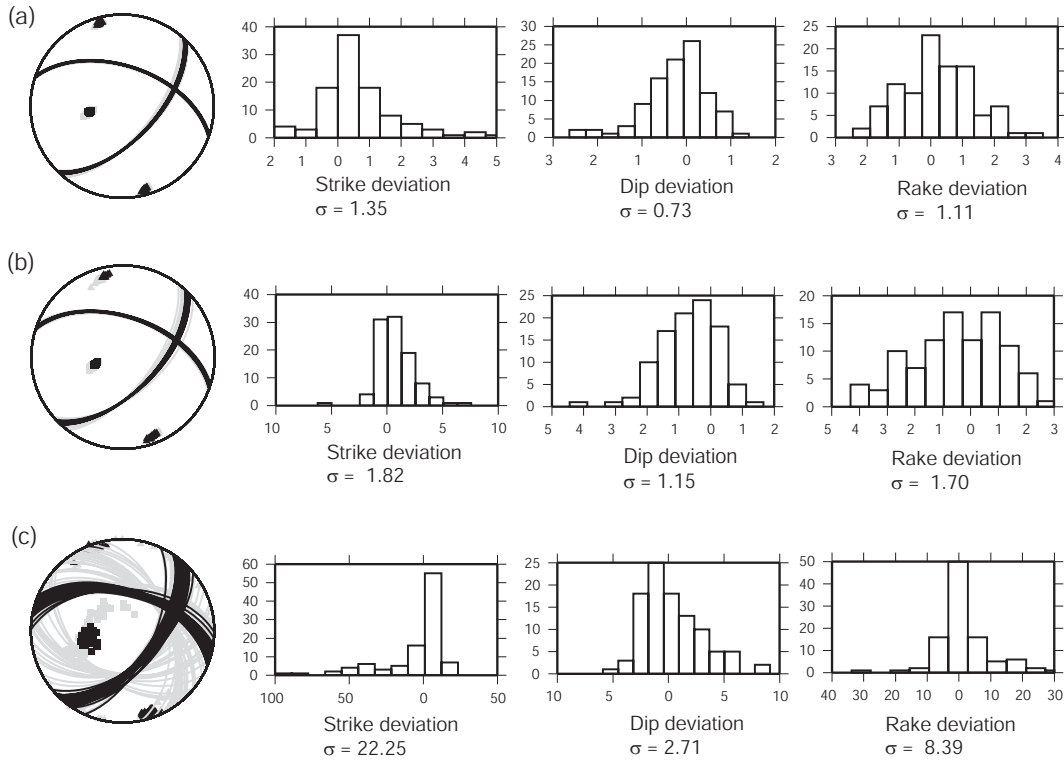 (a)
40
30
20
10
0
2 1 0 1 2 3 4 5
Strike deviation
σ = 1.35
30
25
20
15
10
5
0
3 2 1 0 1 2
Dip deviation
σ = 0.73
25
20
15
10
5
0
3 2 1 0 1 2 3 4
Rake deviation
σ = 1.11
(b)
40
30
20
10
0
10 5 0 5 10
Strike deviation
σ = 1.82
25
20
15
10
5
0
5 4 3 2 1 0 1 2
Dip deviation
σ = 1.15
20
15
10
5
0
5 4 3 2 1 0 1 2 3
Rake deviation
σ = 1.70
(c)
60
50
40
30
20
10
0
100 50 0 50
Strike deviation
σ = 22.25
25
20
15
10
5
0
10 5 0 5 10
Dip deviation
σ = 2.71
50
40
30
20
10
0
40 30 20 10 0 10 20 30
Rake deviation
σ = 8.39